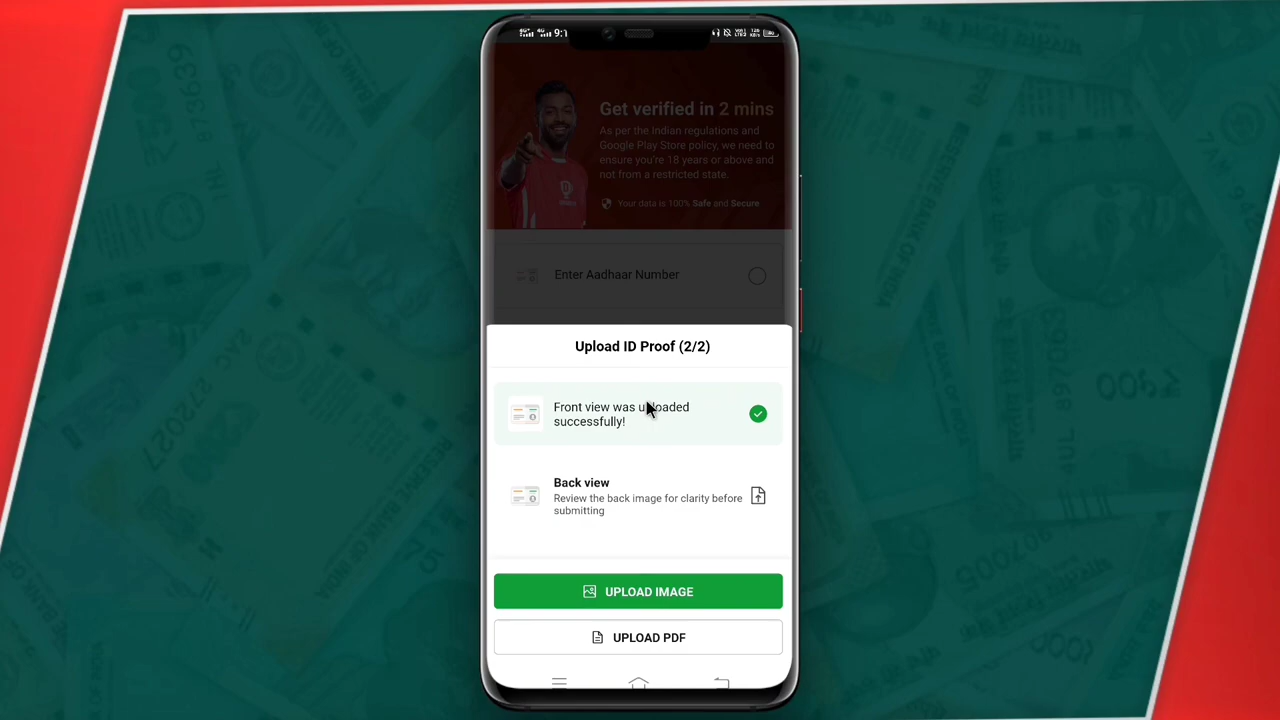 9:1
Get verified in 2 mins
As per the Indian regulations and
Google Play Store policy, we need to
ensure you're 18 years or above and
not from a restricted state.
Your data is 100% Safe and Secure
Enter Aadhaar Number
Upload ID Proof (2/2)
Front view was uploaded
successfully!
Back view
Review the back image for clarity before
submitting
UPLOAD IMAGE
UPLOAD PDF